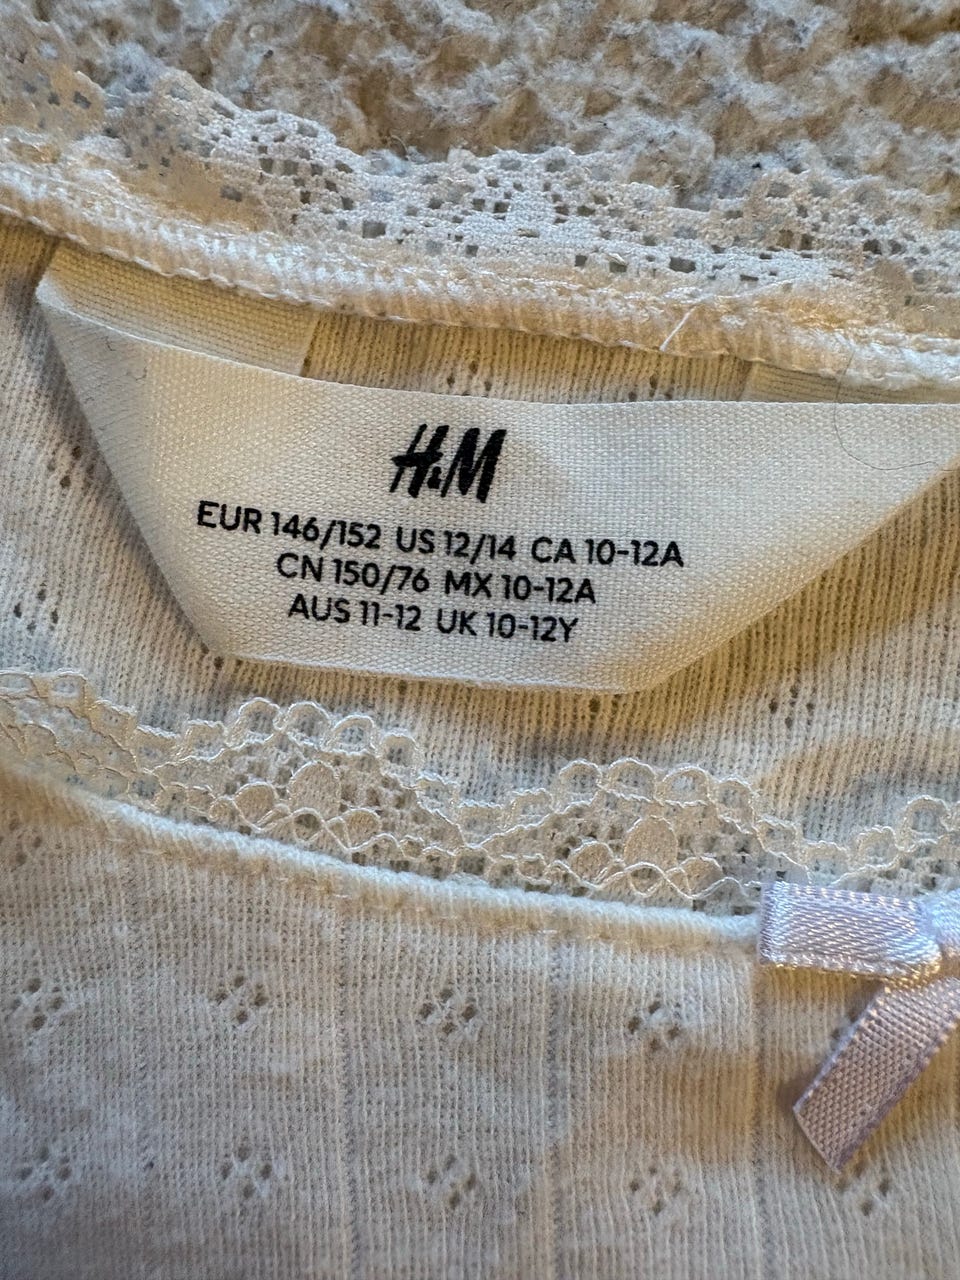 H&M
EUR 146/152 US 12/14 CA 10-12A
CN 150/76 MX 10-12A
AUS 11-12 UK 10-12Y